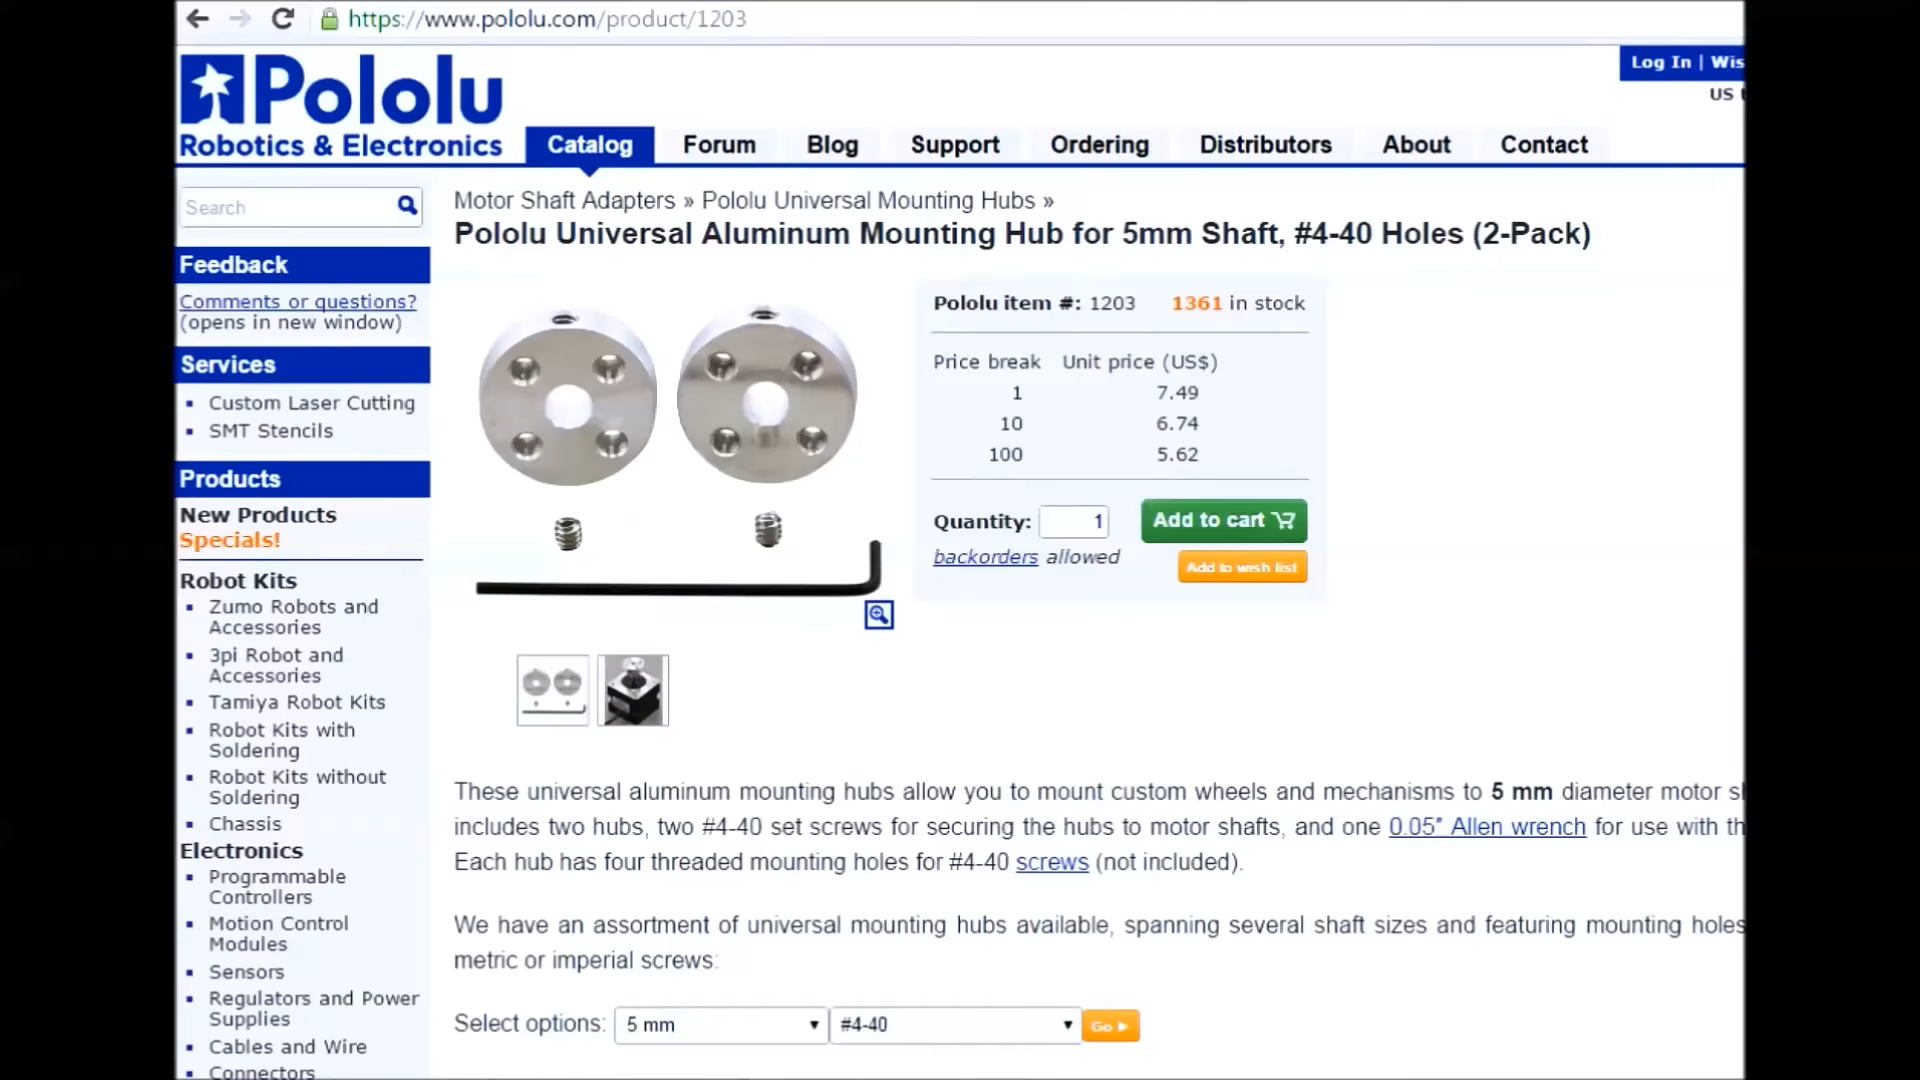 https://www.pololu.com/product/1203
Pololu
Robotics & Electronics
Log In | Wis
US
Catalog
Forum
Blog
Support
Ordering
Distributors
About
Contact
Search
Feedback
Comments or questions?
(opens in new window)
Services
Custom Laser Cutting
SMT Stencils
Products
New Products
Specials!
Robot Kits
Zumo Robots and
Accessories
3pi Robot and
Accessories
Tamiya Robot Kits
Robot Kits with
Soldering
Robot Kits without
Soldering
Chassis
Electronics
Programmable
Controllers
Motion Control
Modules
Sensors
Regulators and Power
Supplies
Cables and Wire
Connectors
Motor Shaft Adapters » Pololu Universal Mounting Hubs »
Pololu Universal Aluminum Mounting Hub for 5mm Shaft, #4-40 Holes (2-Pack)
Pololu item #: 1203 1361 in stock
Price break Unit price (US$)
1 7.49
10 6.74
100 5.62
Quantity: 1 Add to cart
backorders allowed
Add to wish list
These universal aluminum mounting hubs allow you to mount custom wheels and mechanisms to 5 mm diameter motor
includes two hubs, two #4-40 set screws for securing the hubs to motor shafts, and one 0.05" Allen wrench for use with
Each hub has four threaded mounting holes for #4-40 screws (not included).
We have an assortment of universal mounting hubs available, spanning several shaft sizes and featuring mounting holes
metric or imperial screws:
Select options: 5 mm #4-40 Go